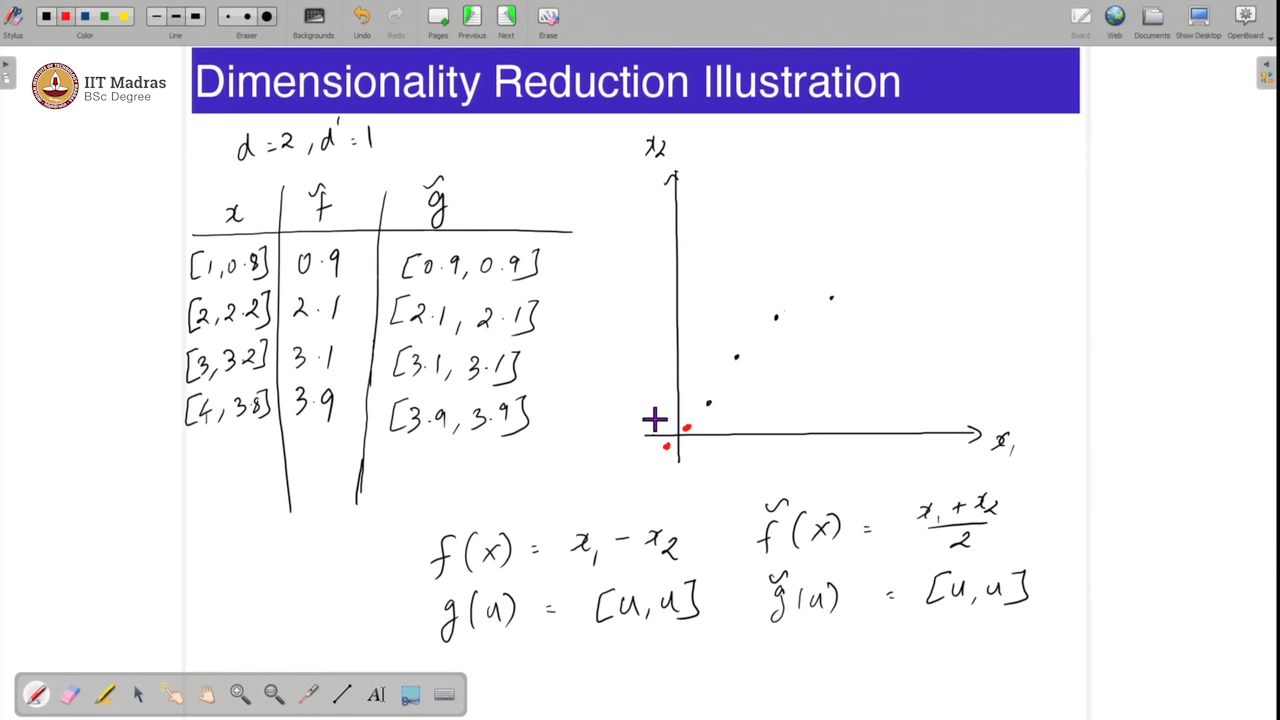 Stylus Color Line Eraser Backgrounds Undo Redo Pages Previous Next Erase Board Web Documents Show Desktop OpenBoard
IIT Madras
BSc Degree
Dimensionality Reduction Illustration
d = 2, d' = 1
x f̃ g̃
[1, 0.8] 0.9 [0.9, 0.9]
[2, 2.2] 2.1 [2.1, 2.1]
[3, 3.2] 3.1 [3.1, 3.1]
[4, 3.8] 3.9 [3.9, 3.9]
x₂
x₁
f(x) = x₁ - x₂
g(u) = [u, u]
f̃(x) = (x₁ + x₂)/2
g̃(u) = [u, u]
AI